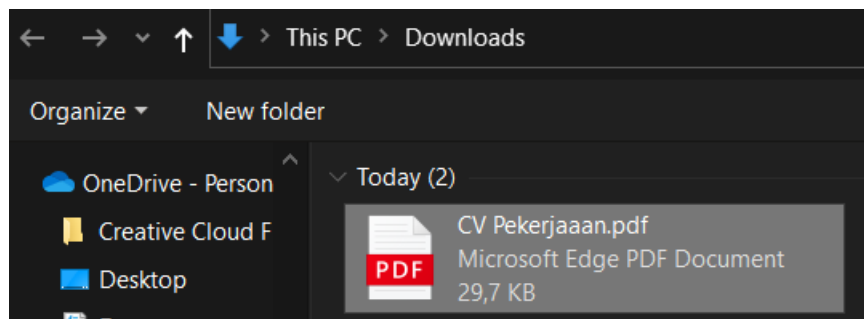 This PC > Downloads
Organize New folder
OneDrive - Person
Creative Cloud F
Desktop
Today (2)
PDF
CV Pekerjaaan.pdf
Microsoft Edge PDF Document
29,7 KB